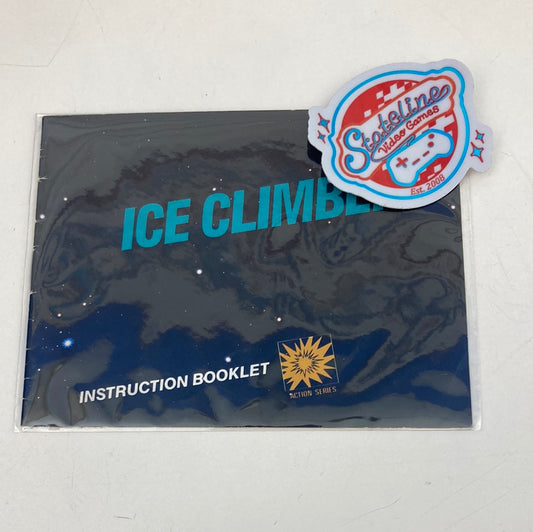 Stateline
Video Games
Est. 2008
ICE CLIMBE
INSTRUCTION BOOKLET
ACTION SERIES